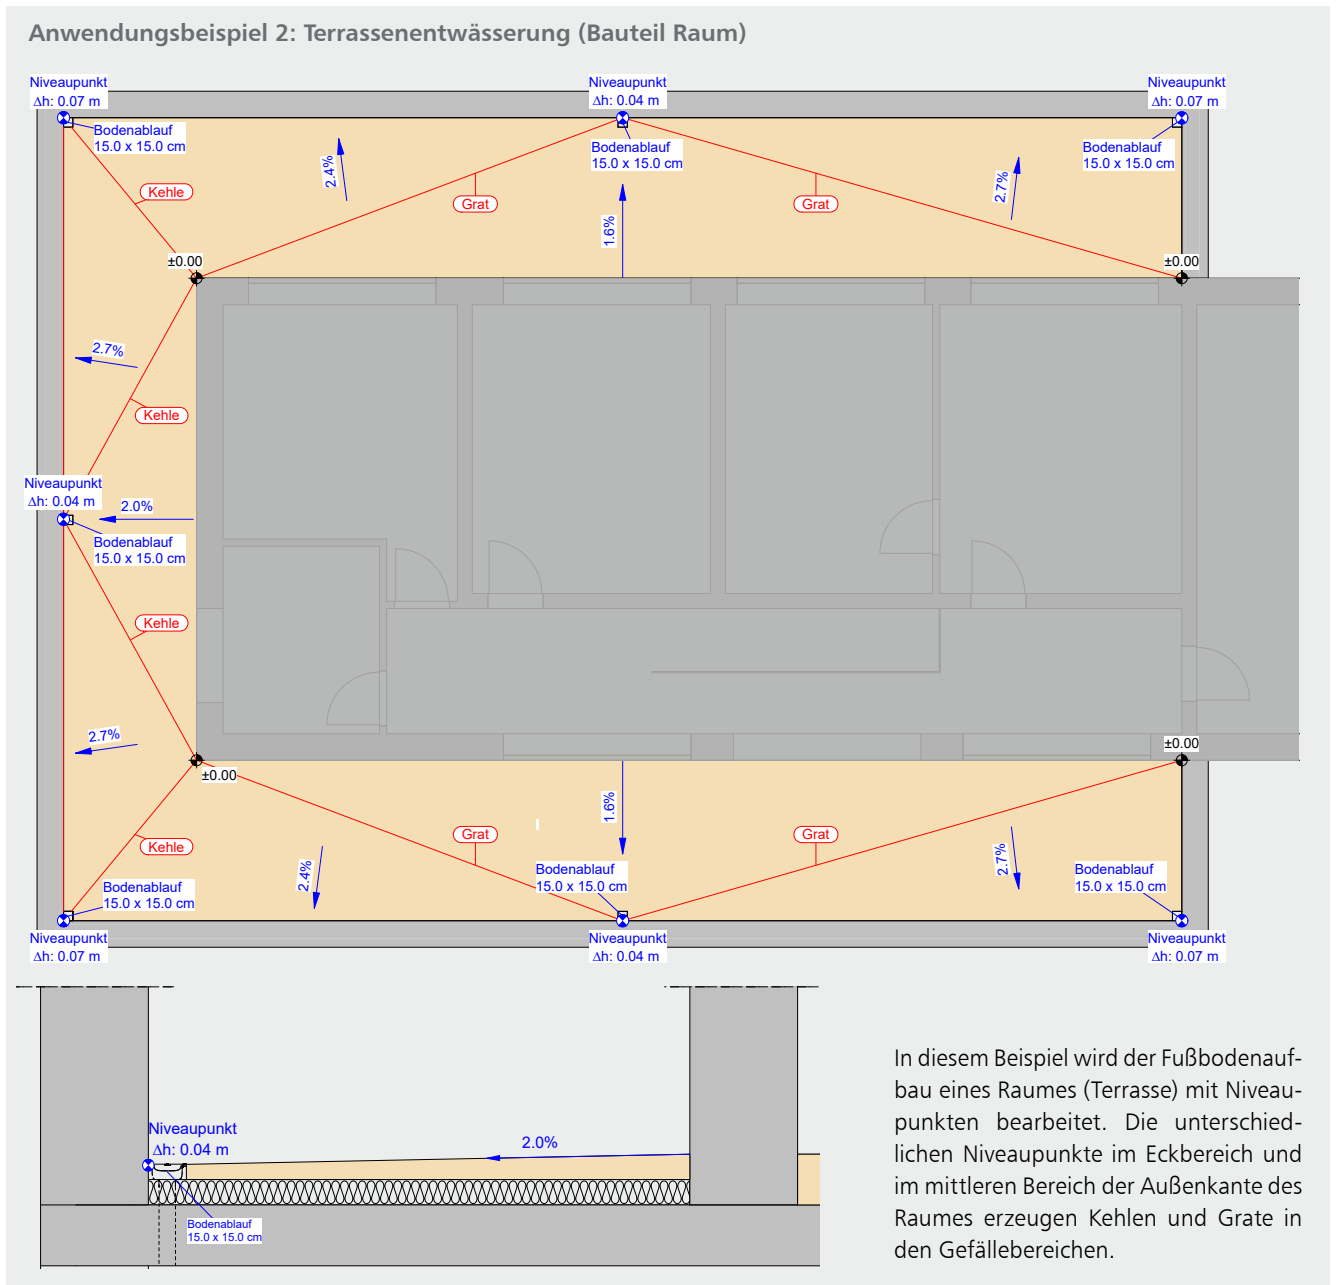 Anwendungsbeispiel 2: Terrassenentwässerung (Bauteil Raum)
Niveaupunkt
Δh: 0.07 m
Niveaupunkt
Δh: 0.04 m
Niveaupunkt
Δh: 0.07 m
Bodenablauf
15.0 x 15.0 cm
Bodenablauf
15.0 x 15.0 cm
Bodenablauf
15.0 x 15.0 cm
2.4%
2.7%
Kehle
Grat
Grat
1.6%
±0.00
±0.00
2.7%
Kehle
Niveaupunkt
Δh: 0.04 m
2.0%
Bodenablauf
15.0 x 15.0 cm
Kehle
2.7%
±0.00
±0.00
1.6%
Kehle
Grat
Grat
2.4%
2.7%
Bodenablauf
15.0 x 15.0 cm
Bodenablauf
15.0 x 15.0 cm
Bodenablauf
15.0 x 15.0 cm
Niveaupunkt
Δh: 0.07 m
Niveaupunkt
Δh: 0.04 m
Niveaupunkt
Δh: 0.07 m
Niveaupunkt
Δh: 0.04 m
2.0%
Bodenablauf
15.0 x 15.0 cm
In diesem Beispiel wird der Fußbodenauf-
bau eines Raumes (Terrasse) mit Niveau-
punkten bearbeitet. Die unterschied-
lichen Niveaupunkte im Eckbereich und
im mittleren Bereich der Außenkante des
Raumes erzeugen Kehlen und Grate in
den Gefällebereichen.